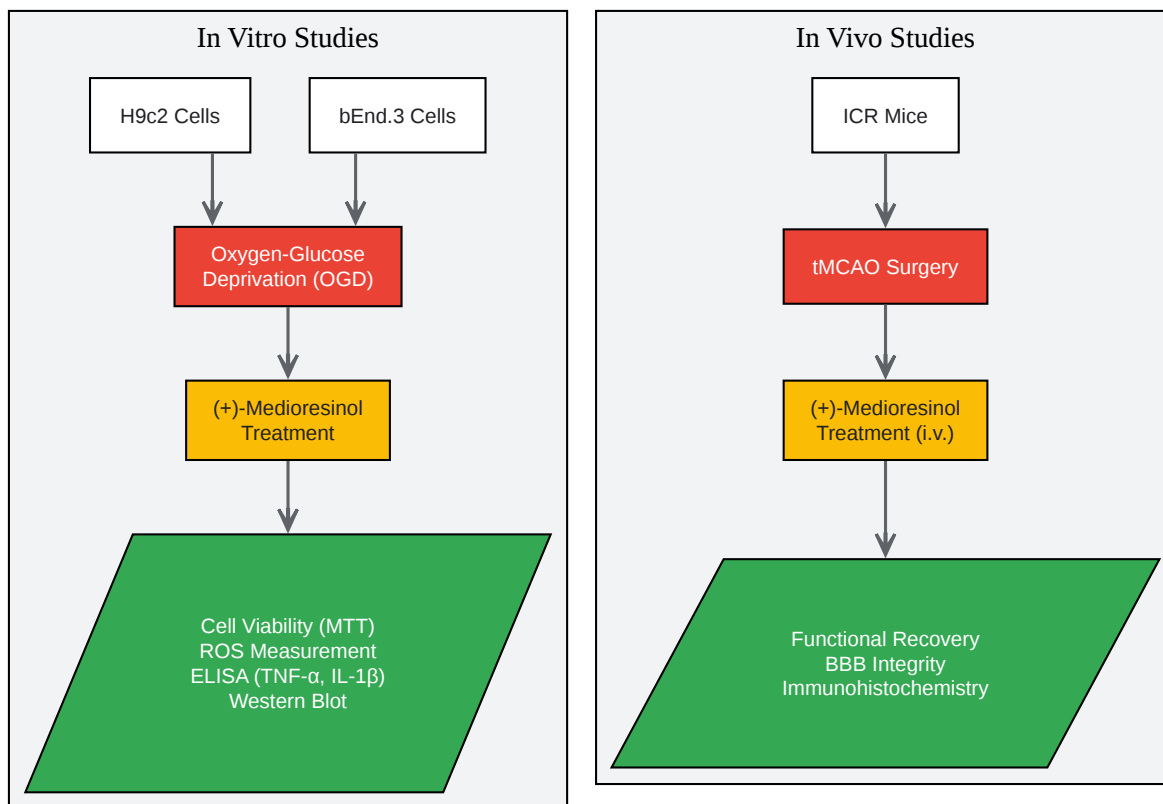 In Vitro Studies
H9c2 Cells
bEnd.3 Cells
Oxygen-Glucose
Deprivation (OGD)
(+)-Medioresinol
Treatment
Cell Viability (MTT)
ROS Measurement
ELISA (TNF-α, IL-1β)
Western Blot
In Vivo Studies
ICR Mice
tMCAO Surgery
(+)-Medioresinol
Treatment (i.v.)
Functional Recovery
BBB Integrity
Immunohistochemistry